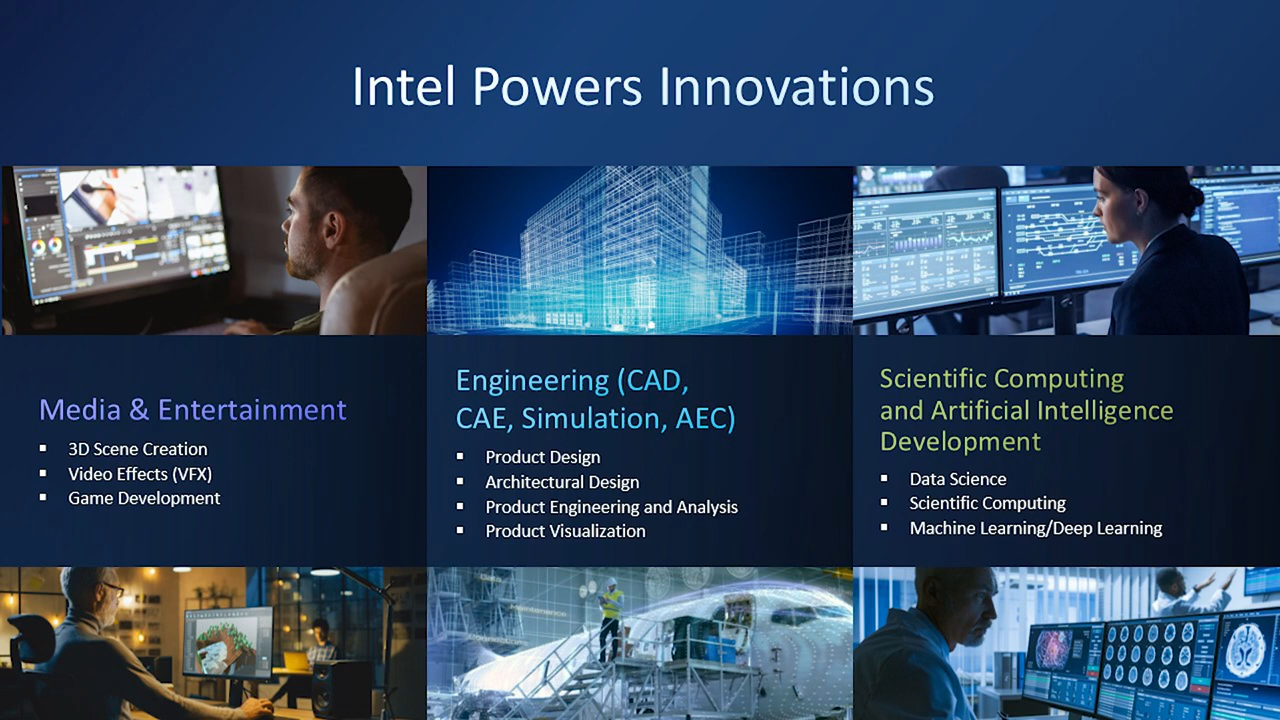 Intel Powers Innovations
Media & Entertainment
▪ 3D Scene Creation
▪ Video Effects (VFX)
▪ Game Development
Engineering (CAD,
CAE, Simulation, AEC)
▪ Product Design
▪ Architectural Design
▪ Product Engineering and Analysis
▪ Product Visualization
Scientific Computing
and Artificial Intelligence
Development
▪ Data Science
▪ Scientific Computing
▪ Machine Learning/Deep Learning